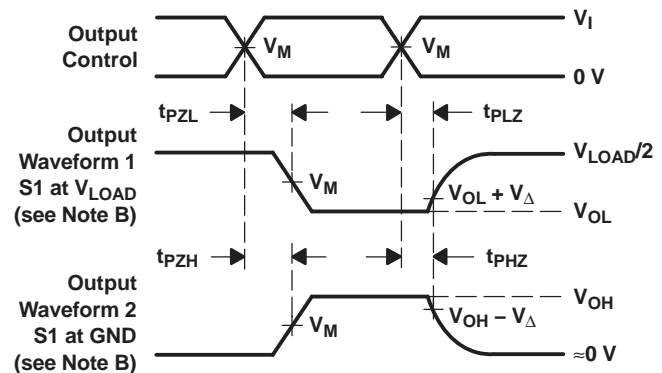 Output
Control
V_M
V_M
V_I
0 V
t_PZL
t_PLZ
Output
Waveform 1
S1 at V_LOAD
(see Note B)
V_M
V_LOAD/2
V_OL + V_Δ
V_OL
t_PZH
t_PHZ
Output
Waveform 2
S1 at GND
(see Note B)
V_M
V_OH
V_OH − V_Δ
≈0 V